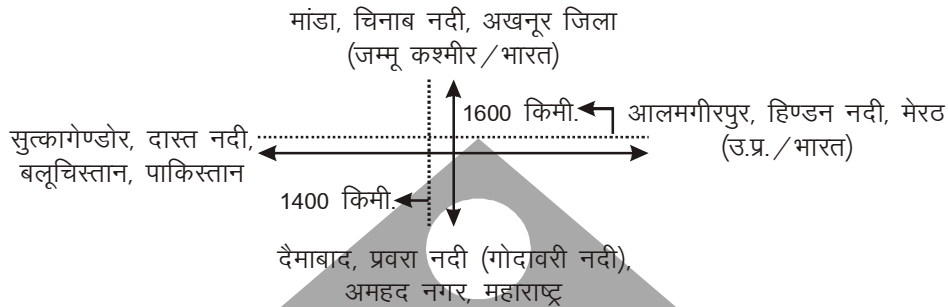 मांडा, चिनाब नदी, अखनूर जिला
(जम्मू कश्मीर/भारत)
1600 किमी.
आलमगीरपुर, हिण्डन नदी, मेरठ
(उ.प्र./भारत)
सुत्कागेण्डोर, दास्त नदी,
बलूचिस्तान, पाकिस्तान
1400 किमी.
दैमाबाद, प्रवरा नदी (गोदावरी नदी),
अमहद नगर, महाराष्ट्र